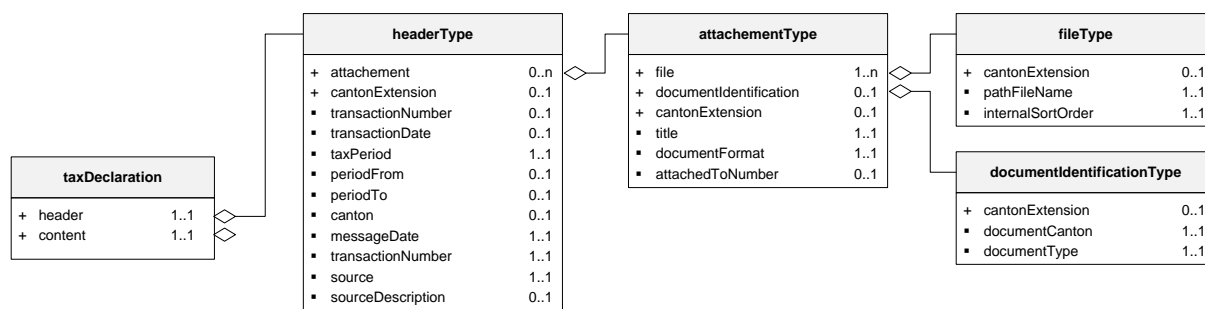 taxDeclaration
+ header 1..1
+ content 1..1
headerType
+ attachement 0..n
+ cantonExtension 0..1
▪ transactionNumber 0..1
▪ transactionDate 0..1
▪ taxPeriod 1..1
▪ periodFrom 0..1
▪ periodTo 0..1
▪ canton 0..1
▪ messageDate 1..1
▪ transactionNumber 1..1
▪ source 1..1
▪ sourceDescription 0..1
attachementType
+ file 1..n
+ documentIdentification 0..1
+ cantonExtension 0..1
▪ title 1..1
▪ documentFormat 1..1
▪ attachedToNumber 0..1
fileType
+ cantonExtension 0..1
▪ pathFileName 1..1
▪ internalSortOrder 1..1
documentIdentificationType
+ cantonExtension 0..1
▪ documentCanton 1..1
▪ documentType 1..1